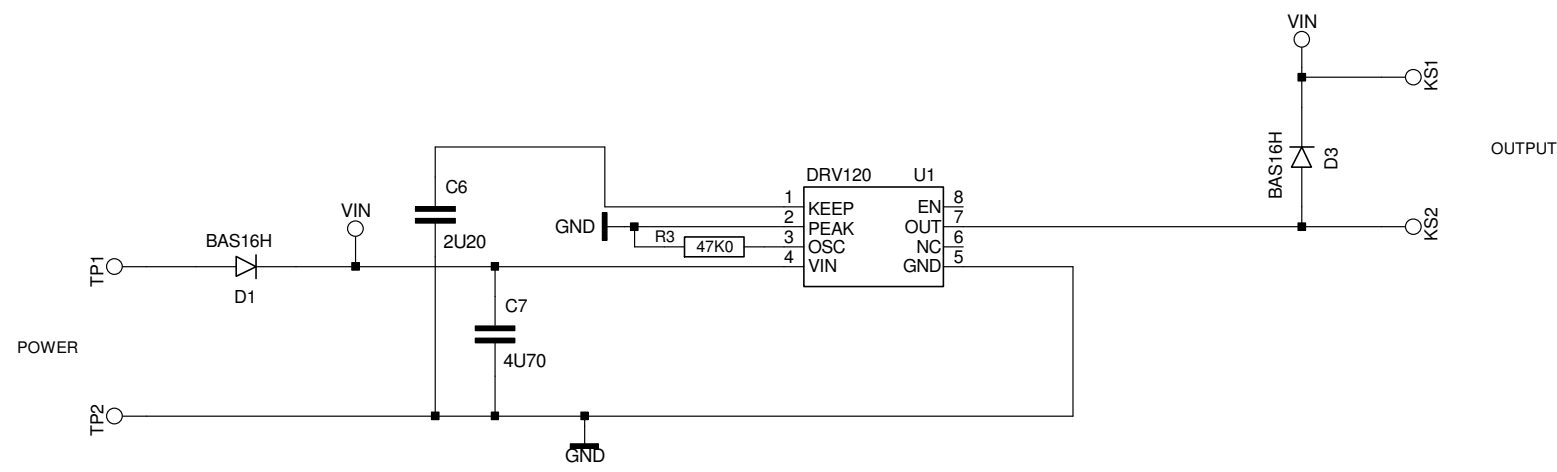 VIN
KS1
BAS16H
D3
OUTPUT
KS2
DRV120 U1
1 KEEP EN 8
2 PEAK OUT 7
3 OSC NC 6
4 VIN GND 5
C6
2U20
GND
R3 47K0
VIN
BAS16H
TP1
D1
C7
4U70
POWER
TP2
GND